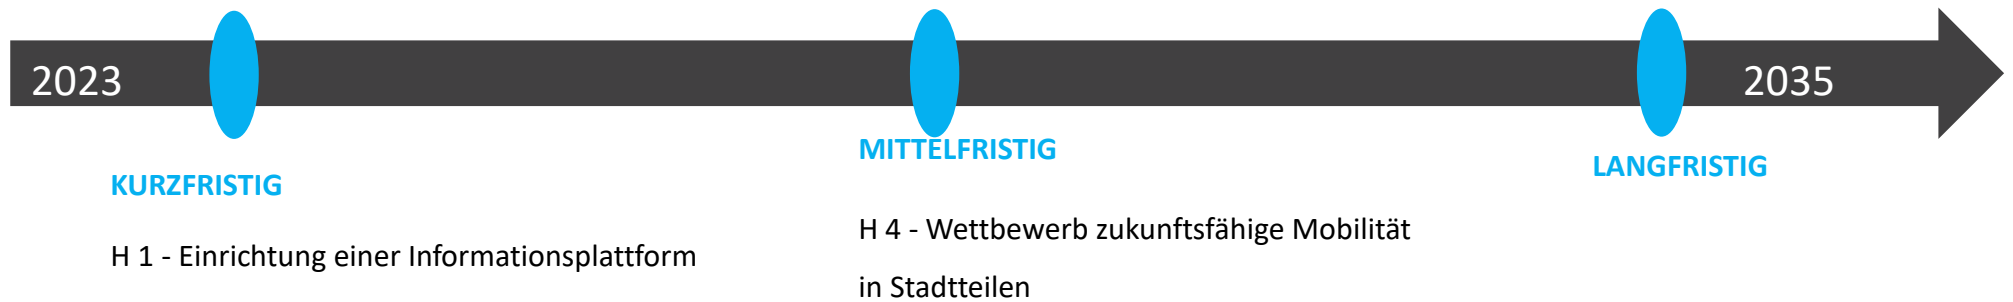 2023
2035
KURZFRISTIG
H 1 - Einrichtung einer Informationsplattform
MITTELFRISTIG
H 4 - Wettbewerb zukunftsfähige Mobilität
in Stadtteilen
LANGFRISTIG